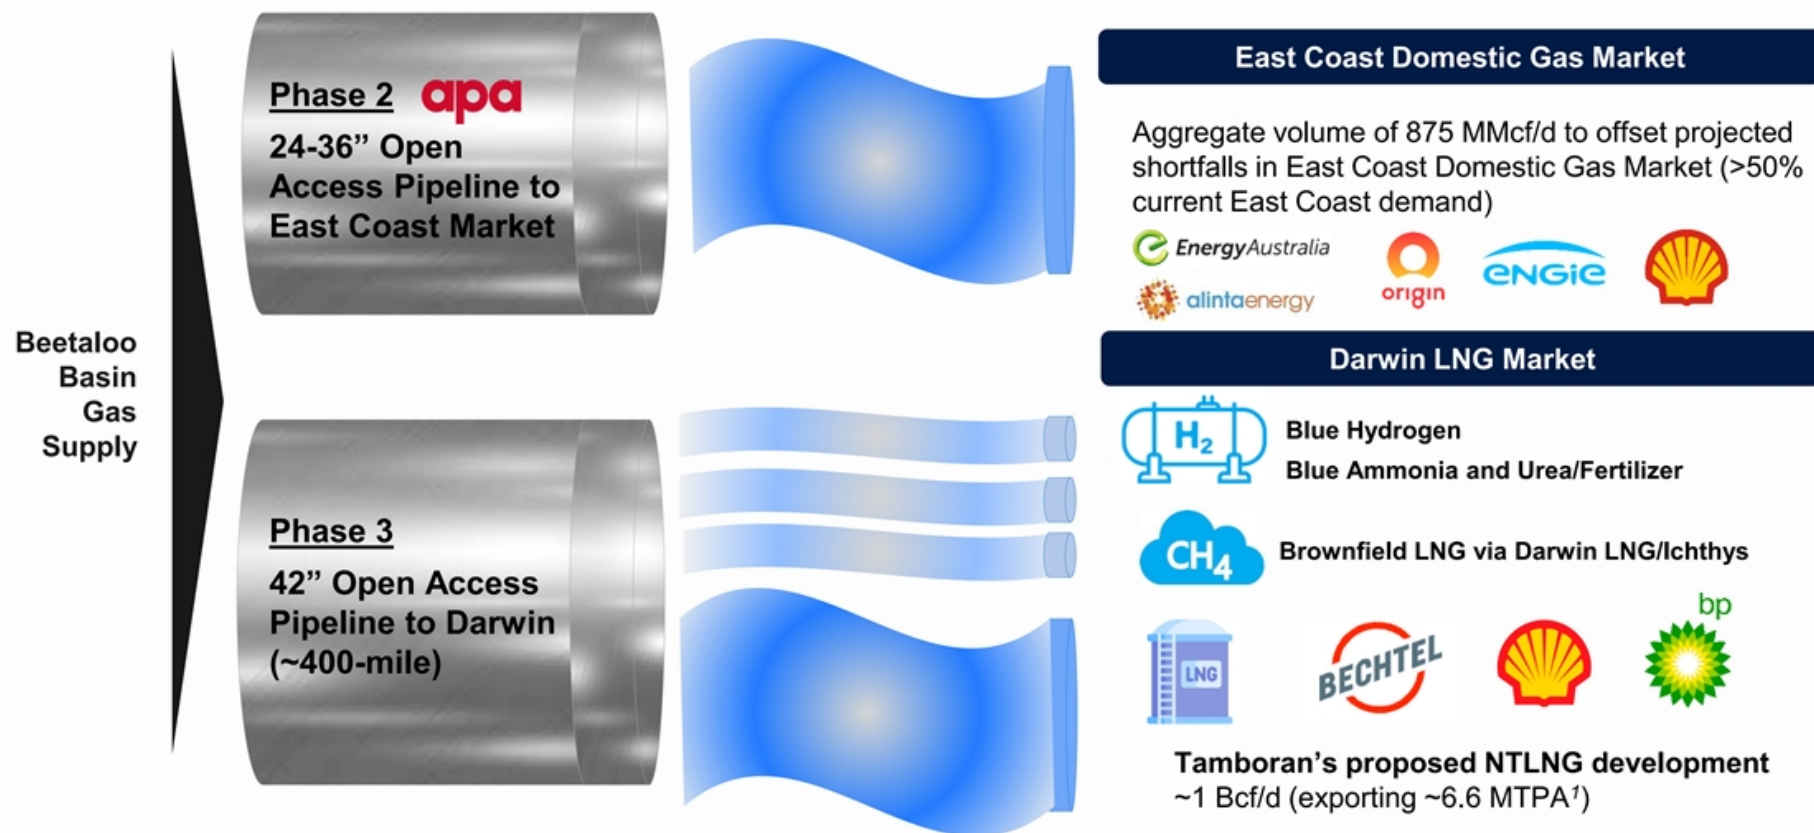 Beetaloo
Basin
Gas
Supply
Phase 2 apa
24-36” Open
Access Pipeline to
East Coast Market
East Coast Domestic Gas Market
Aggregate volume of 875 MMcf/d to offset projected
shortfalls in East Coast Domestic Gas Market (>50%
current East Coast demand)
EnergyAustralia
alintaenergy
origin
ENGIE
Phase 3
42” Open Access
Pipeline to Darwin
(~400-mile)
Darwin LNG Market
H₂
Blue Hydrogen
Blue Ammonia and Urea/Fertilizer
CH₄
Brownfield LNG via Darwin LNG/Ichthys
LNG
BECHTEL
bp
Tamboran’s proposed NTLNG development
~1 Bcf/d (exporting ~6.6 MTPA¹)